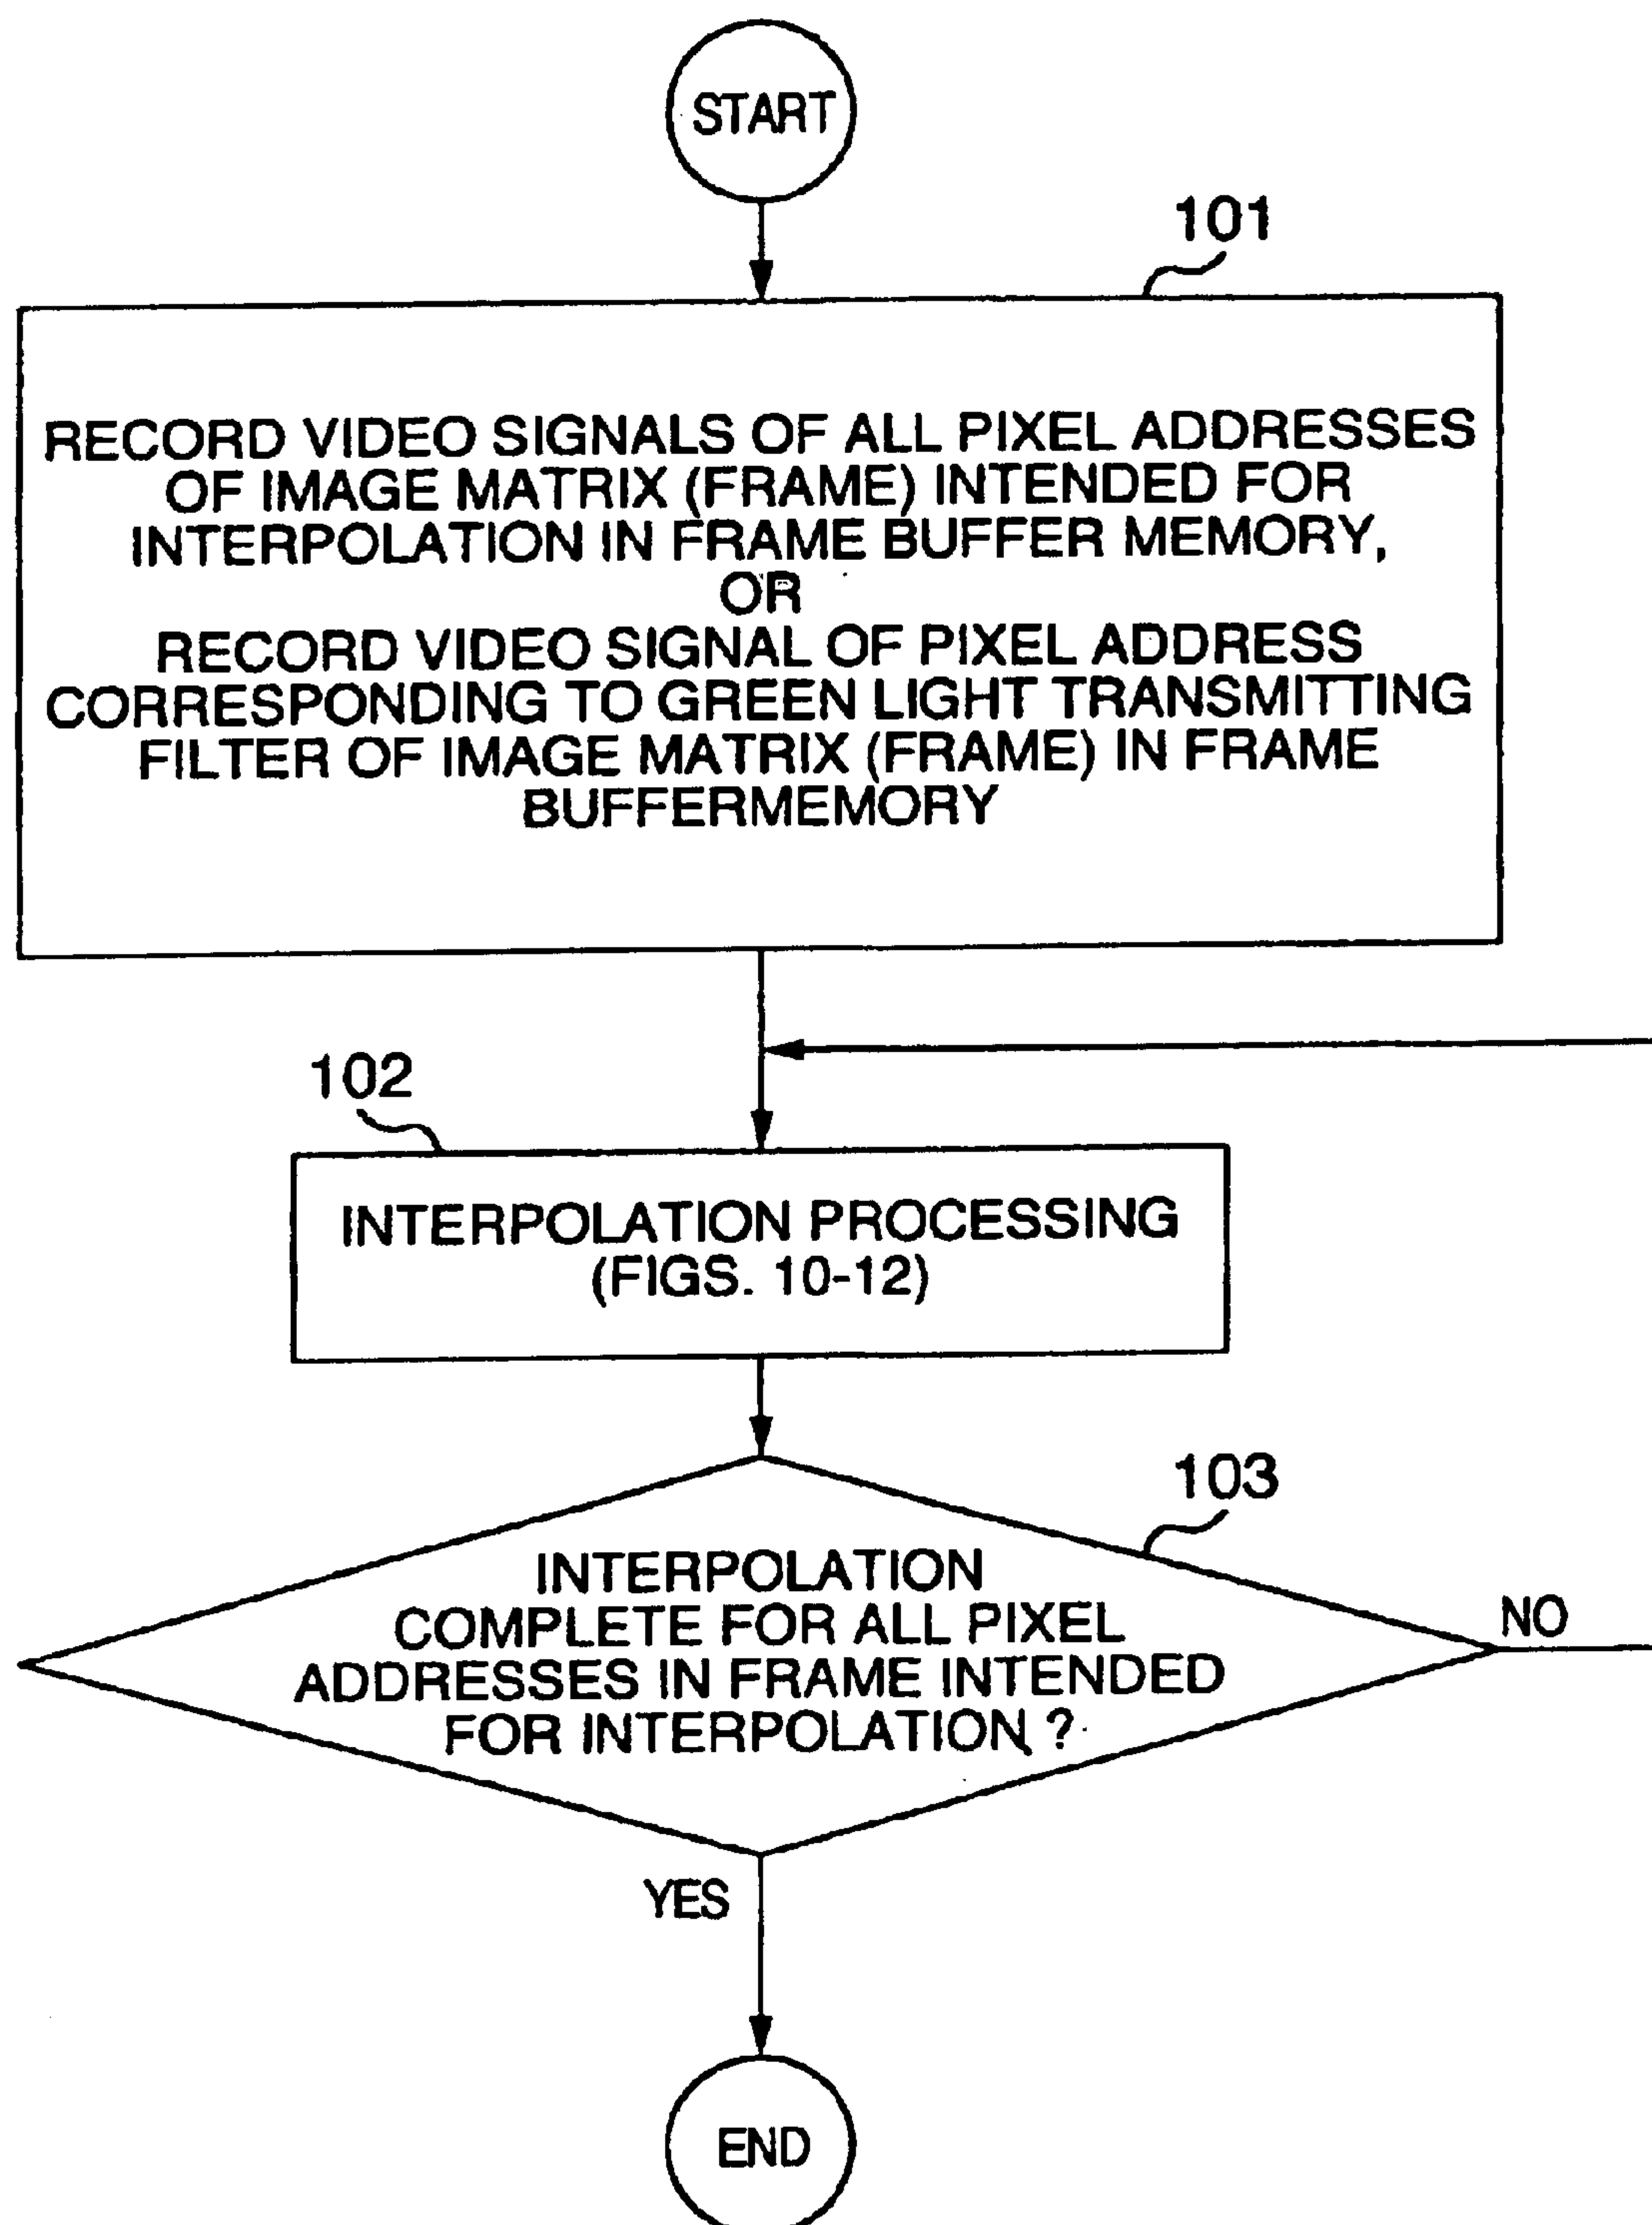 START
101
RECORD VIDEO SIGNALS OF ALL PIXEL ADDRESSES
OF IMAGE MATRIX (FRAME) INTENDED FOR
INTERPOLATION IN FRAME BUFFER MEMORY,
OR
RECORD VIDEO SIGNAL OF PIXEL ADDRESS
CORRESPONDING TO GREEN LIGHT TRANSMITTING
FILTER OF IMAGE MATRIX (FRAME) IN FRAME
BUFFERMEMORY
102
INTERPOLATION PROCESSING
(FIGS. 10-12)
103
INTERPOLATION
COMPLETE FOR ALL PIXEL
ADDRESSES IN FRAME INTENDED
FOR INTERPOLATION ?
NO
YES
END